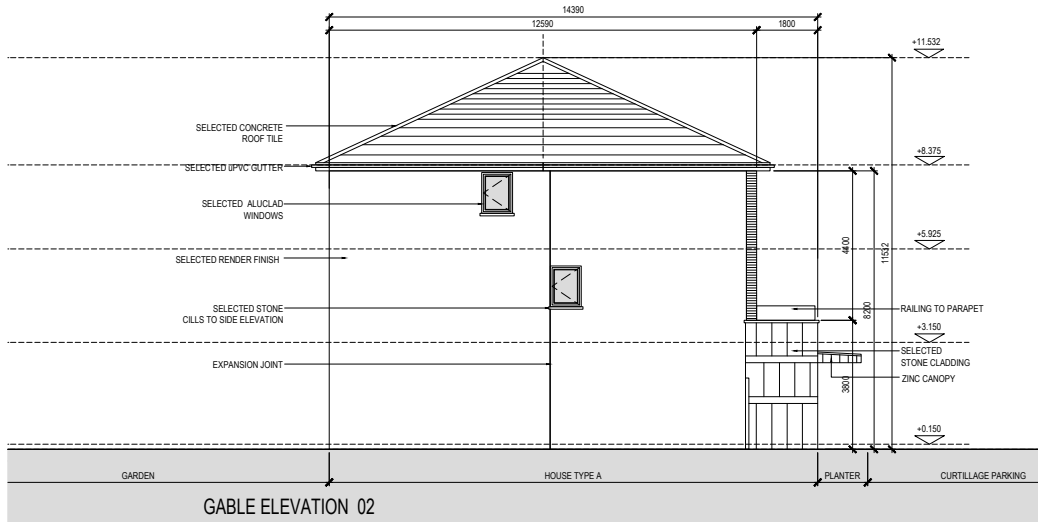 14390
12590
1800
+11.532
SELECTED CONCRETE
ROOF TILE
+8.375
SELECTED uPVC GUTTER
SELECTED ALUCLAD
WINDOWS
+5.925
4400
11532
SELECTED RENDER FINISH
SELECTED STONE
CILLS TO SIDE ELEVATION
8200
RAILING TO PARAPET
+3.150
SELECTED
STONE CLADDING
EXPANSION JOINT
3800
ZINC CANOPY
+0.150
GARDEN
HOUSE TYPE A
PLANTER
CURTILLAGE PARKING
GABLE ELEVATION 02